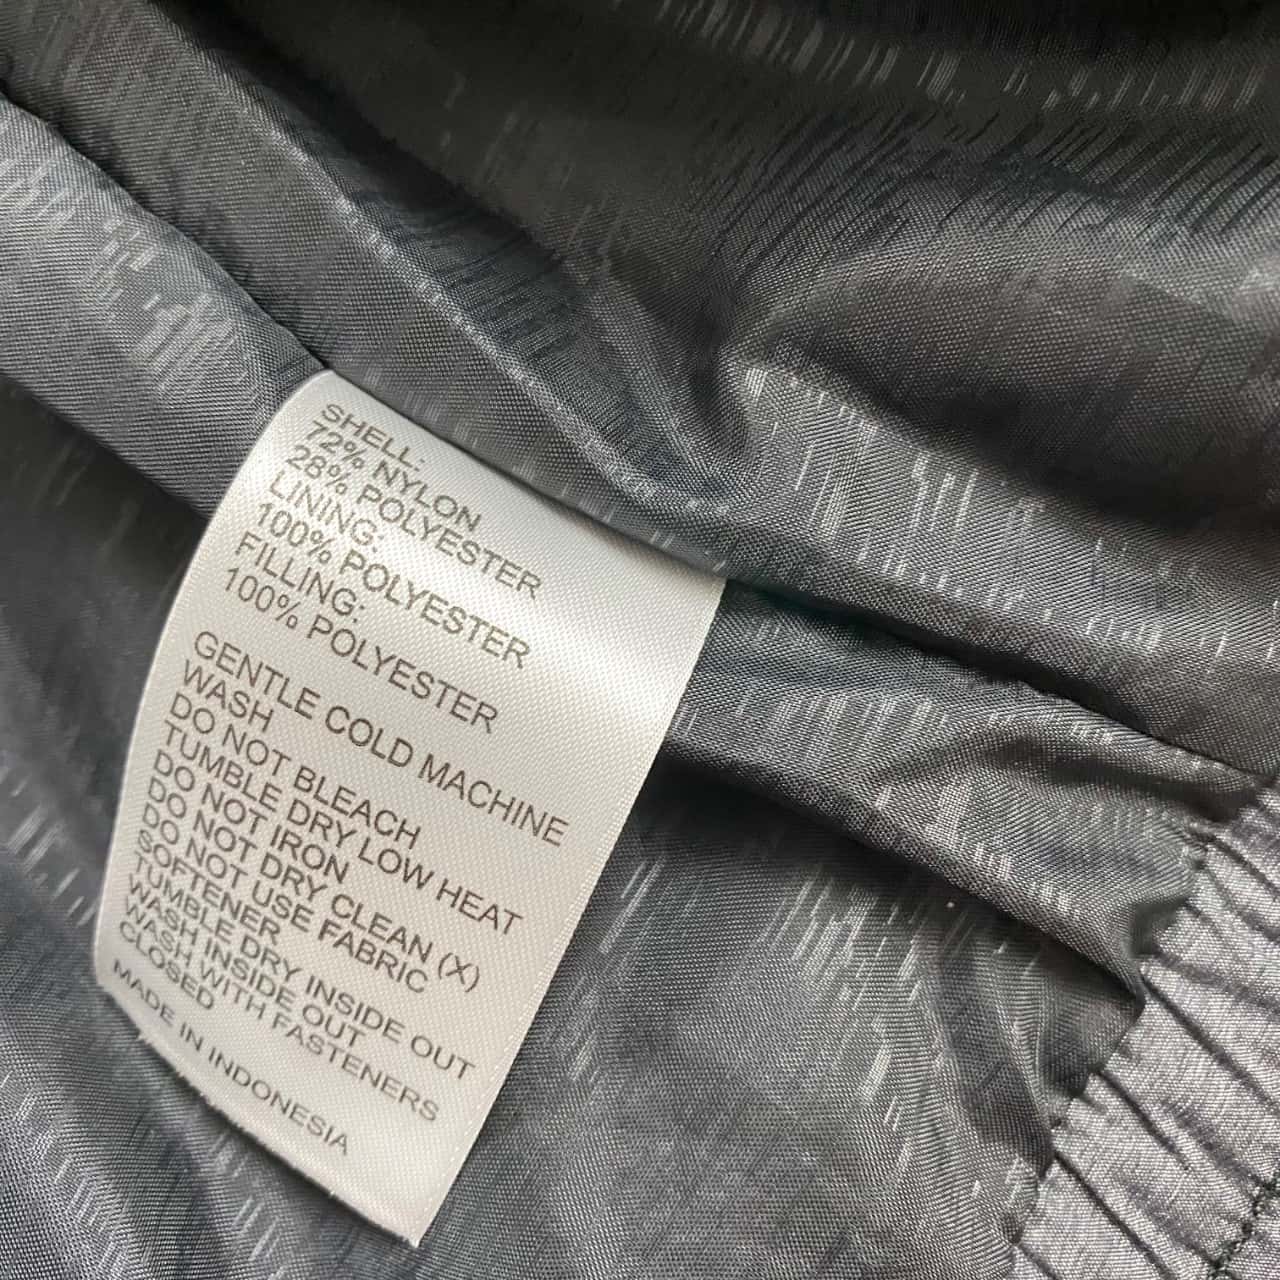 SHELL:
72% NYLON
28% POLYESTER
LINING:
100% POLYESTER
FILLING:
100% POLYESTER
GENTLE COLD MACHINE
WASH
DO NOT BLEACH
TUMBLE DRY LOW HEAT
DO NOT IRON
DO NOT DRY CLEAN (X)
DO NOT USE FABRIC
SOFTENER
TUMBLE DRY INSIDE OUT
WASH INSIDE OUT
WASH WITH FASTENERS
CLOSED
MADE IN INDONESIA